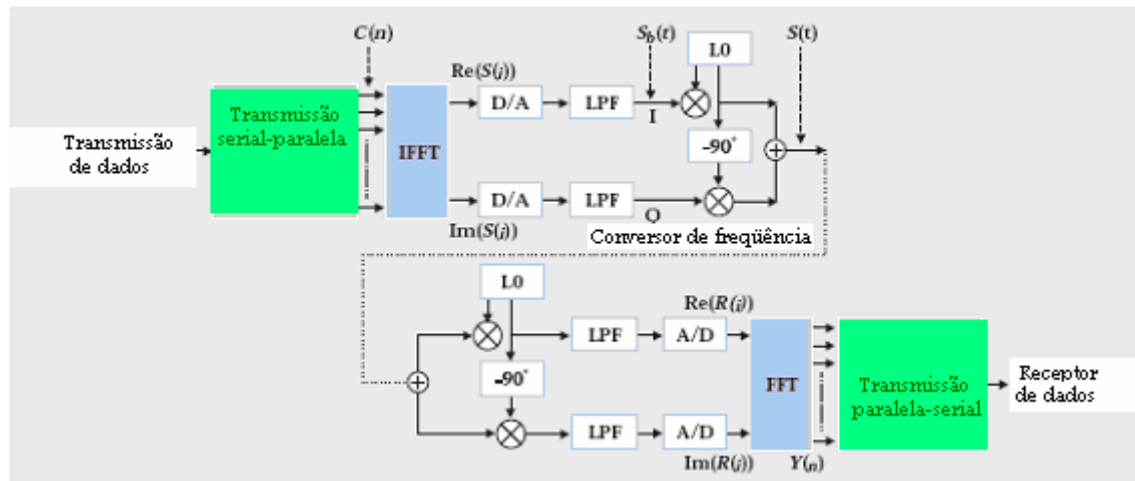 C(n)
S_b(t)
S(t)
L0
Re(S(j))
D/A
LPF
I
Transmissão
serial-paralela
Transmissão
de dados
IFFT
-90°
D/A
LPF
Q
Im(S(j))
Conversor de freqüência
L0
Re(R(j))
LPF
A/D
-90°
FFT
Transmissão
paralela-serial
Receptor
de dados
LPF
A/D
Im(R(j))
Y(n)